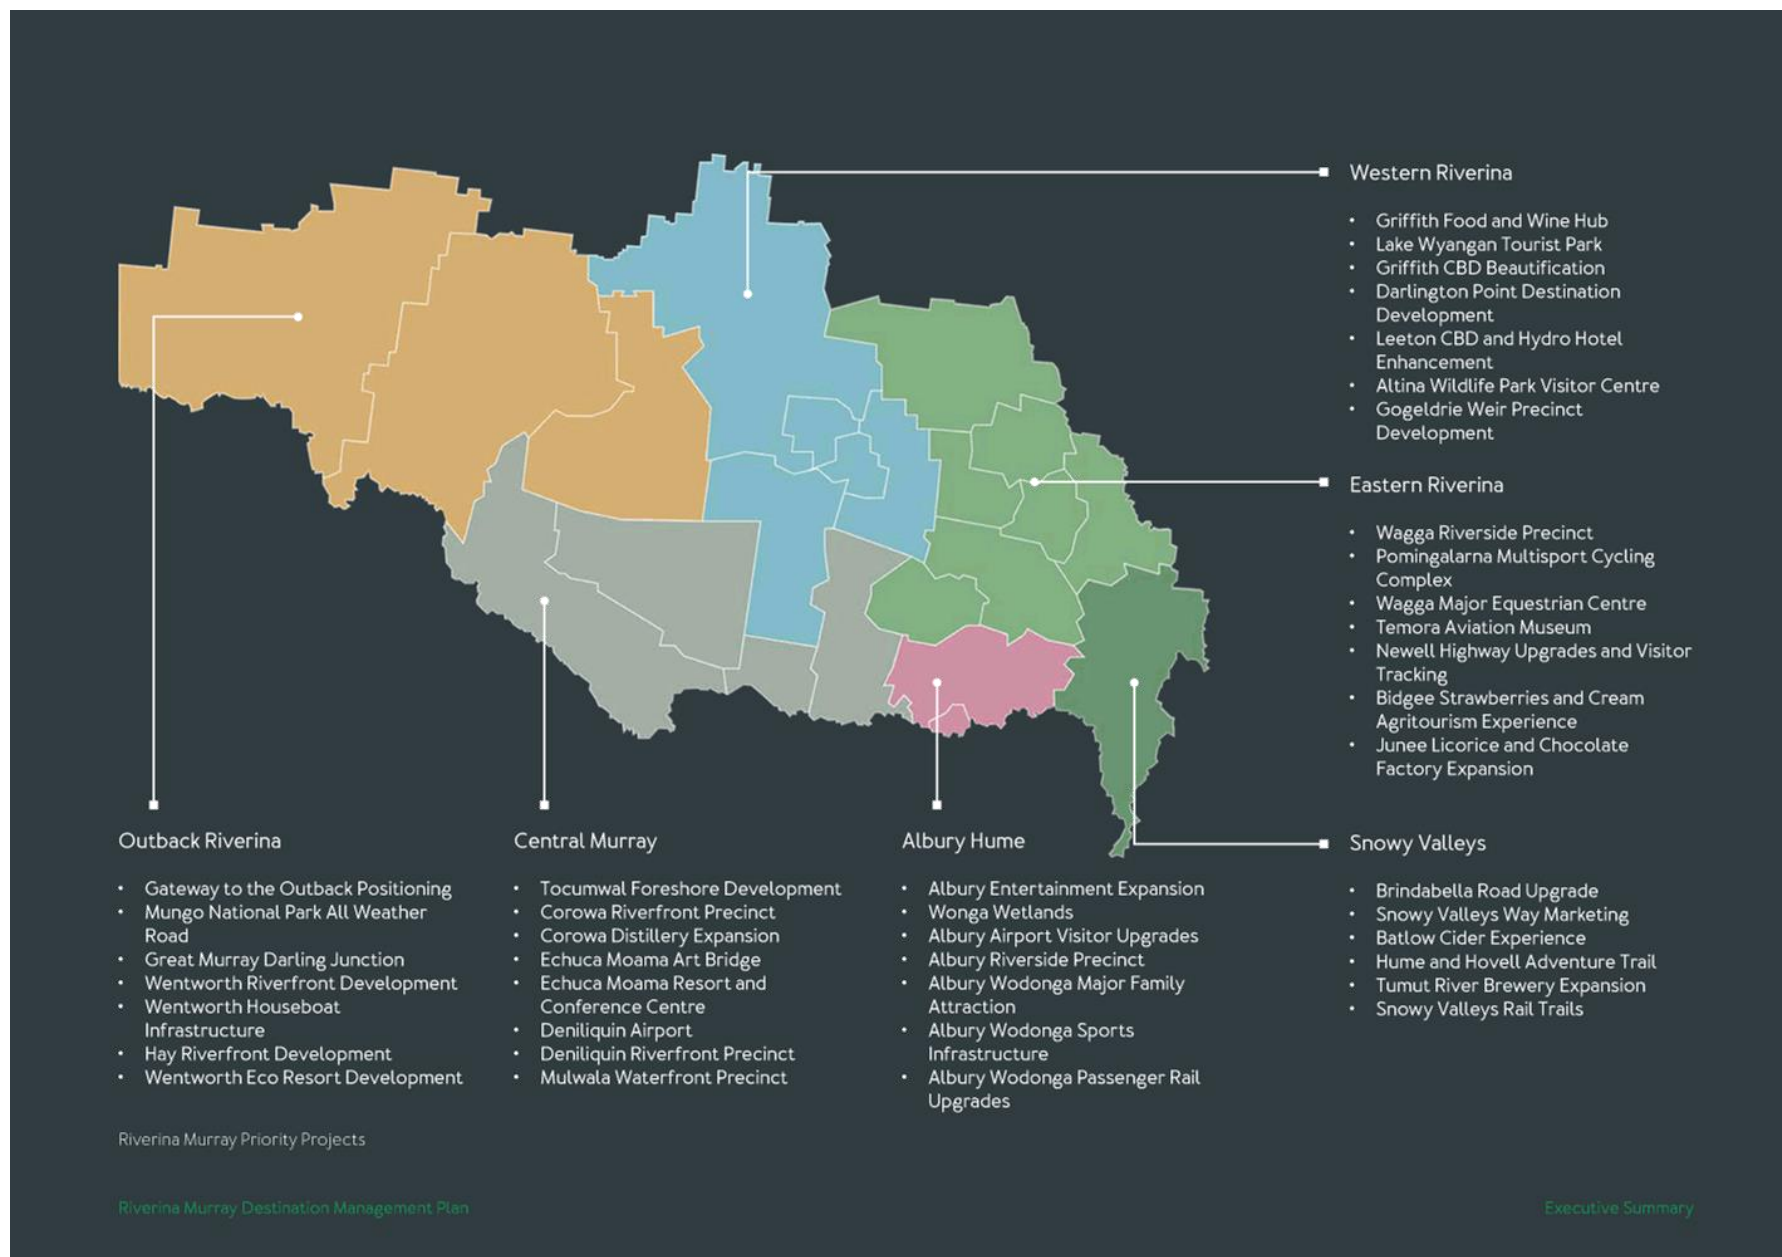 Western Riverina
• Griffith Food and Wine Hub
• Lake Wyangan Tourist Park
• Griffith CBD Beautification
• Darlington Point Destination
Development
• Leeton CBD and Hydro Hotel
Enhancement
• Altina Wildlife Park Visitor Centre
• Gogeldrie Weir Precinct
Development
Eastern Riverina
• Wagga Riverside Precinct
• Pomingalarna Multisport Cycling
Complex
• Wagga Major Equestrian Centre
• Temora Aviation Museum
• Newell Highway Upgrades and Visitor
Tracking
• Bidgee Strawberries and Cream
Agritourism Experience
• Junee Licorice and Chocolate
Factory Expansion
Outback Riverina
• Gateway to the Outback Positioning
• Mungo National Park All Weather
Road
• Great Murray Darling Junction
• Wentworth Riverfront Development
• Wentworth Houseboat
Infrastructure
• Hay Riverfront Development
• Wentworth Eco Resort Development
Central Murray
• Tocumwal Foreshore Development
• Corowa Riverfront Precinct
• Corowa Distillery Expansion
• Echuca Moama Art Bridge
• Echuca Moama Resort and
Conference Centre
• Deniliquin Airport
• Deniliquin Riverfront Precinct
• Mulwala Waterfront Precinct
Albury Hume
• Albury Entertainment Expansion
• Wonga Wetlands
• Albury Airport Visitor Upgrades
• Albury Riverside Precinct
• Albury Wodonga Major Family
Attraction
• Albury Wodonga Sports
Infrastructure
• Albury Wodonga Passenger Rail
Upgrades
Snowy Valleys
• Brindabella Road Upgrade
• Snowy Valleys Way Marketing
• Batlow Cider Experience
• Hume and Hovell Adventure Trail
• Tumut River Brewery Expansion
• Snowy Valleys Rail Trails
Riverina Murray Priority Projects
Riverina Murray Destination Management Plan
Executive Summary